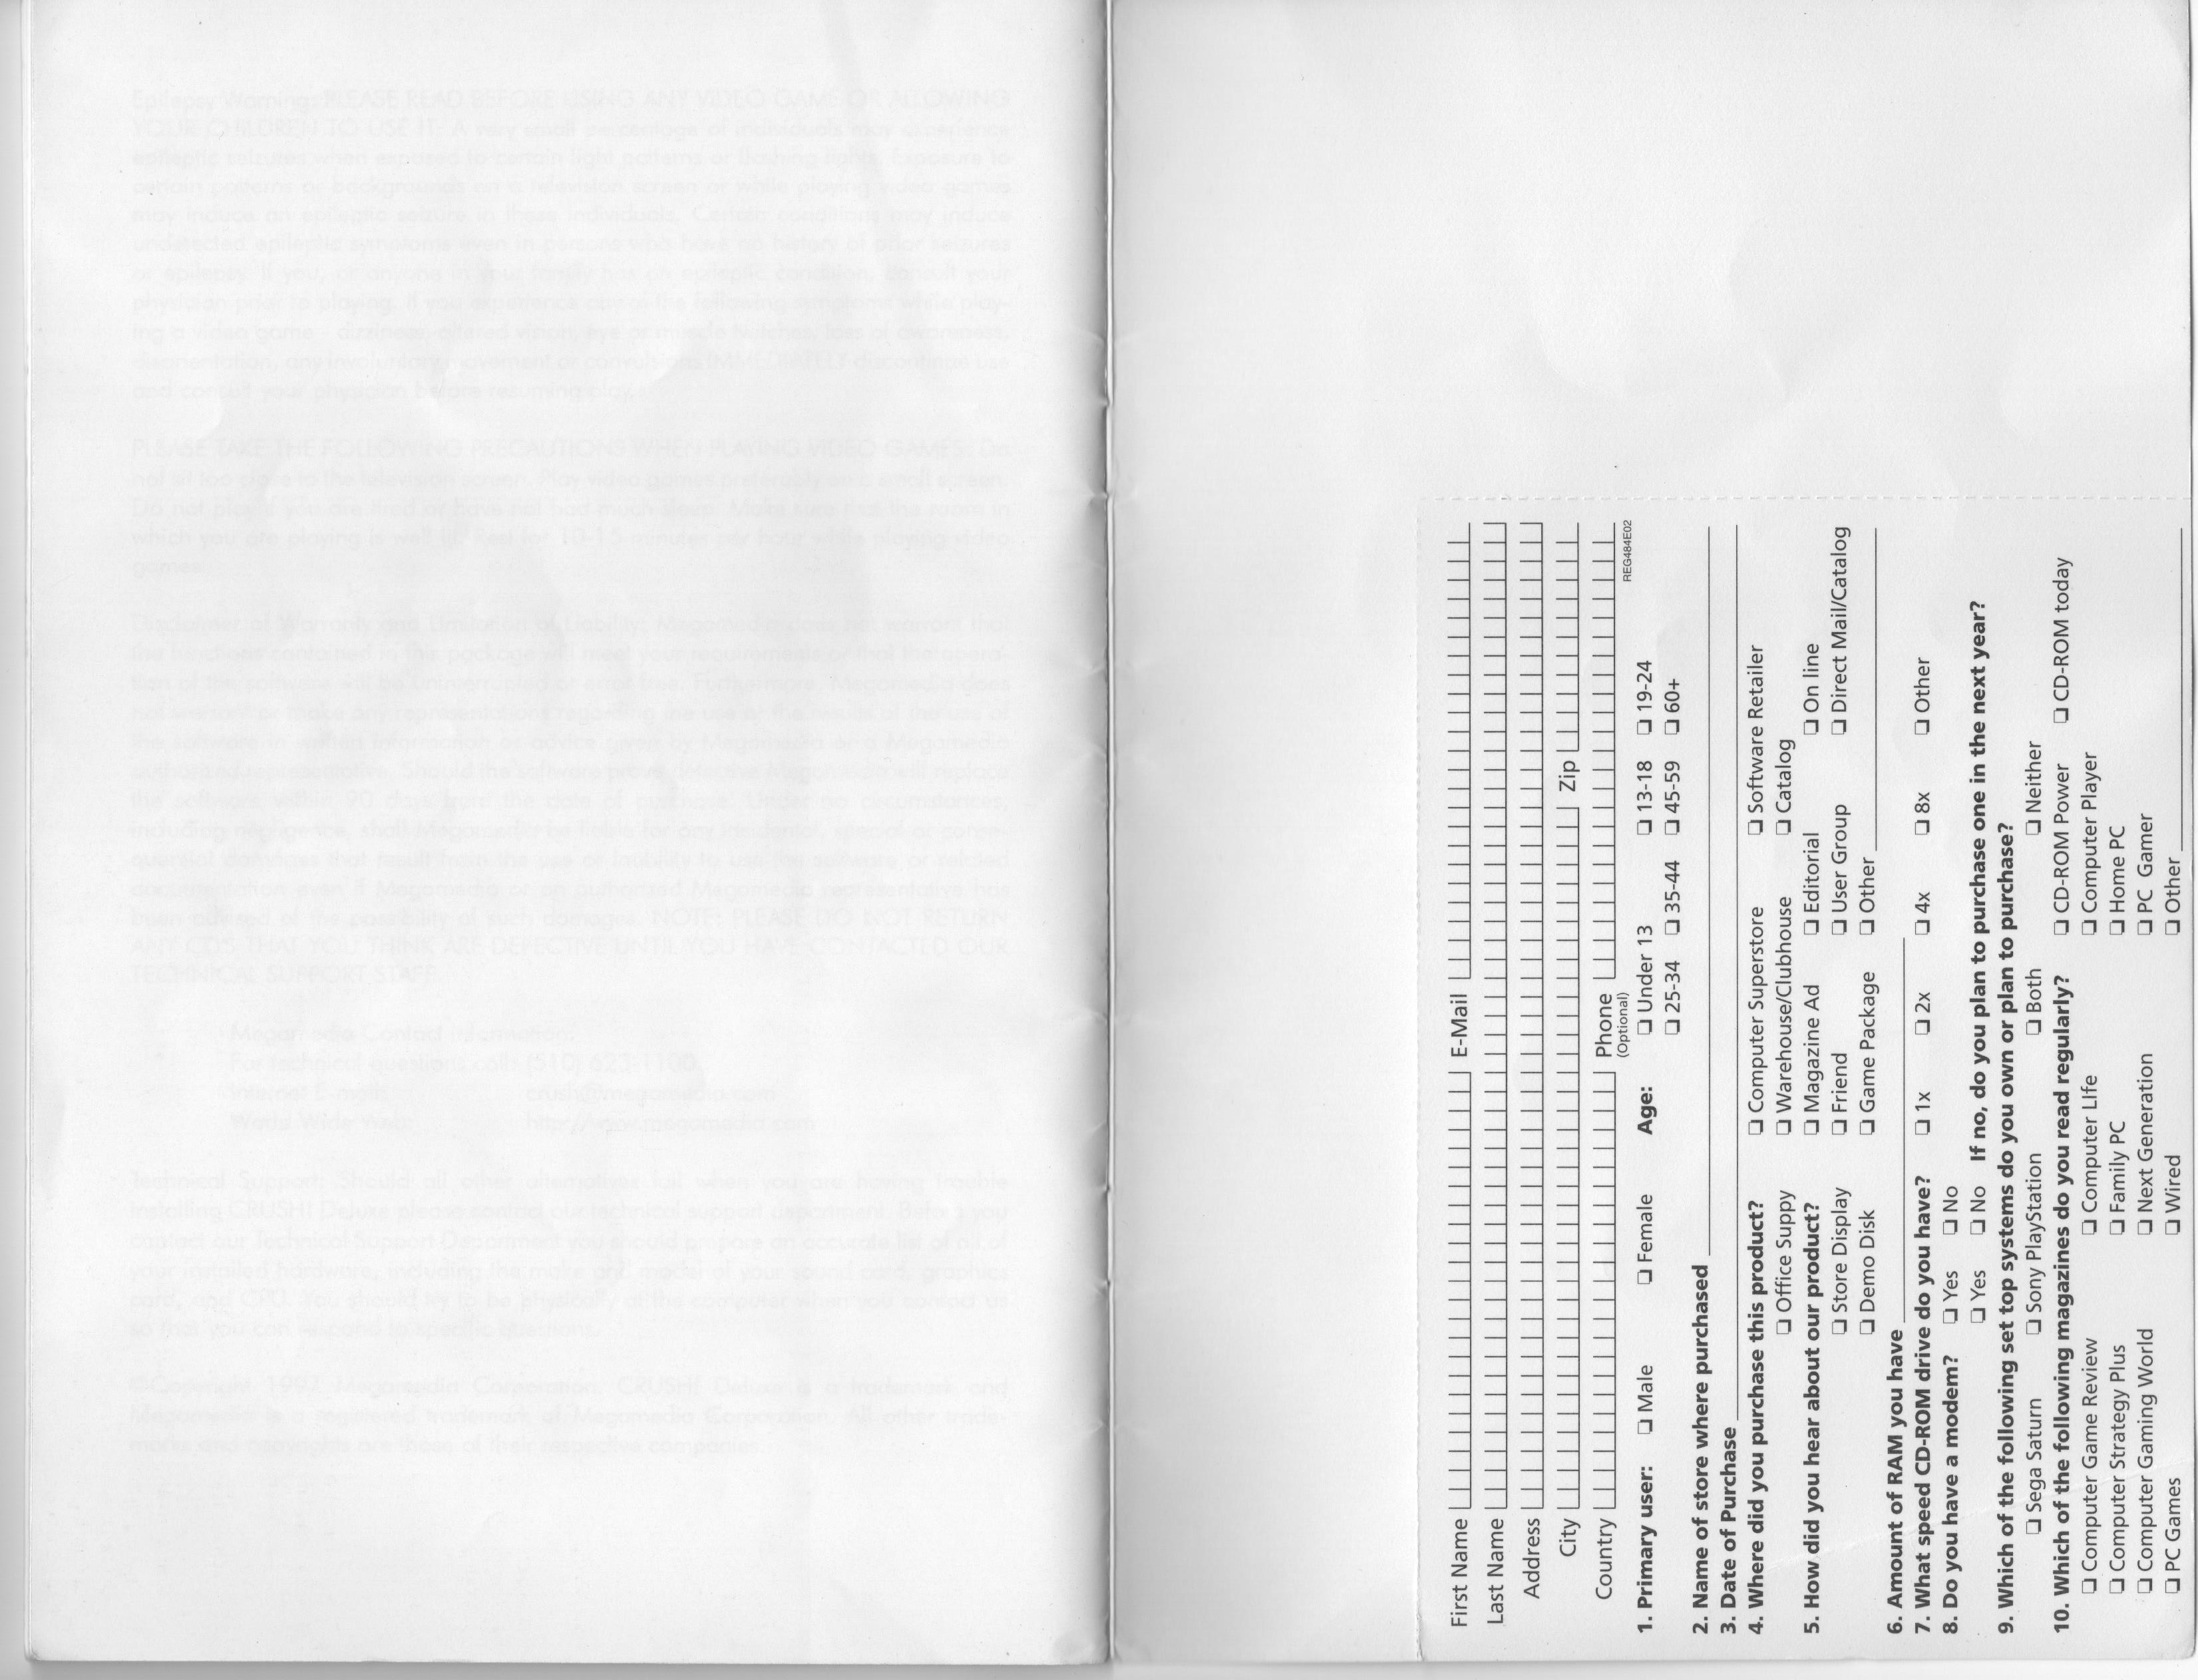 Epilepsy Warning: PLEASE READ BEFORE USING ANY VIDEO GAME OR ALLOWING
YOUR CHILDREN TO USE IT: A very small percentage of individuals may experience
epileptic seizures when exposed to certain light patterns or flashing lights. Exposure to
certain patterns or backgrounds on a television screen or while playing video games
may induce an epileptic seizure in these individuals. Certain conditions may induce
undetected epileptic symptoms even in persons who have no history of prior seizures
or epilepsy. If you, or anyone in your family has an epileptic condition, consult your
physician prior to playing. If you experience any of the following symptoms while play-
ing a video game - dizziness, altered vision, eye or muscle twitches, loss of awareness,
disorientation, any involuntary movement or convulsions IMMEDIATELY discontinue use
and consult your physician before resuming play.
PLEASE TAKE THE FOLLOWING PRECAUTIONS WHEN PLAYING VIDEO GAMES: Do
not sit too close to the television screen. Play video games preferably on a small screen.
Do not play if you are tired or have not had much sleep. Make sure that the room in
which you are playing is well lit. Rest for 10-15 minutes per hour while playing video
games.
Disclaimer of Warranty and Limitation of Liability: Megamedia does not warrant that
the functions contained in this package will meet your requirements or that the opera-
tion of the software will be uninterrupted or error free. Furthermore, Megamedia does
not warrant or make any representations regarding the use or the results of the use of
the software in written information or advice given by Megamedia or a Megamedia
authorized representative. Should the software prove defective Megamedia will replace
the software within 90 days from the date of purchase. Under no circumstances,
including negligence, shall Megamedia be liable for any incidental, special or conse-
quential damages that result from the use or inability to use the software or related
documentation even if Megamedia or an authorized Megamedia representative has
been advised of the possibility of such damages. NOTE: PLEASE DO NOT RETURN
ANY CD'S THAT YOU THINK ARE DEFECTIVE UNTIL YOU HAVE CONTACTED OUR
TECHNICAL SUPPORT STAFF.
Megamedia Contact Information:
For technical questions call: (510) 623-1100
Internet E-mail: crush@megamedia.com
World Wide Web: http://www.megamedia.com
Technical Support: Should all other alternatives fail when you are having trouble
installing CRUSH! Deluxe please contact our technical support department. Before you
contact our Technical Support Department you should prepare an accurate list of all of
your installed hardware, including the make and model of your sound card, graphics
card, and CPU. You should try to be physically at the computer when you contact us
so that you can respond to specific questions.
©Copyright 1997 Megamedia Corporation. CRUSH! Deluxe is a trademark and
Megamedia is a registered trademark of Megamedia Corporation. All other trade-
marks and copyrights are those of their respective companies.
First Name E-Mail
Last Name
Address
City Zip
Country Phone
(Optional) REG484E02
1. Primary user: ❏ Male ❏ Female Age: ❏ Under 13 ❏ 13-18 ❏ 19-24
❏ 25-34 ❏ 35-44 ❏ 45-59 ❏ 60+
2. Name of store where purchased
3. Date of Purchase
4. Where did you purchase this product? ❏ Computer Superstore ❏ Software Retailer
❏ Office Suppy ❏ Warehouse/Clubhouse ❏ Catalog
5. How did you hear about our product? ❏ Magazine Ad ❏ Editorial ❏ On line
❏ Store Display ❏ Friend ❏ User Group ❏ Direct Mail/Catalog
❏ Demo Disk ❏ Game Package ❏ Other
6. Amount of RAM you have
7. What speed CD-ROM drive do you have? ❏ 1x ❏ 2x ❏ 4x ❏ 8x ❏ Other
8. Do you have a modem? ❏ Yes ❏ No
❏ Yes ❏ No If no, do you plan to purchase one in the next year?
9. Which of the following set top systems do you own or plan to purchase?
❏ Sega Saturn ❏ Sony PlayStation ❏ Both ❏ Neither
10. Which of the following magazines do you read regularly? ❏ CD-ROM Power ❏ CD-ROM today
❏ Computer Game Review ❏ Computer Life ❏ Computer Player
❏ Computer Strategy Plus ❏ Family PC ❏ Home PC
❏ Computer Gaming World ❏ Next Generation ❏ PC Gamer
❏ PC Games ❏ Wired ❏ Other